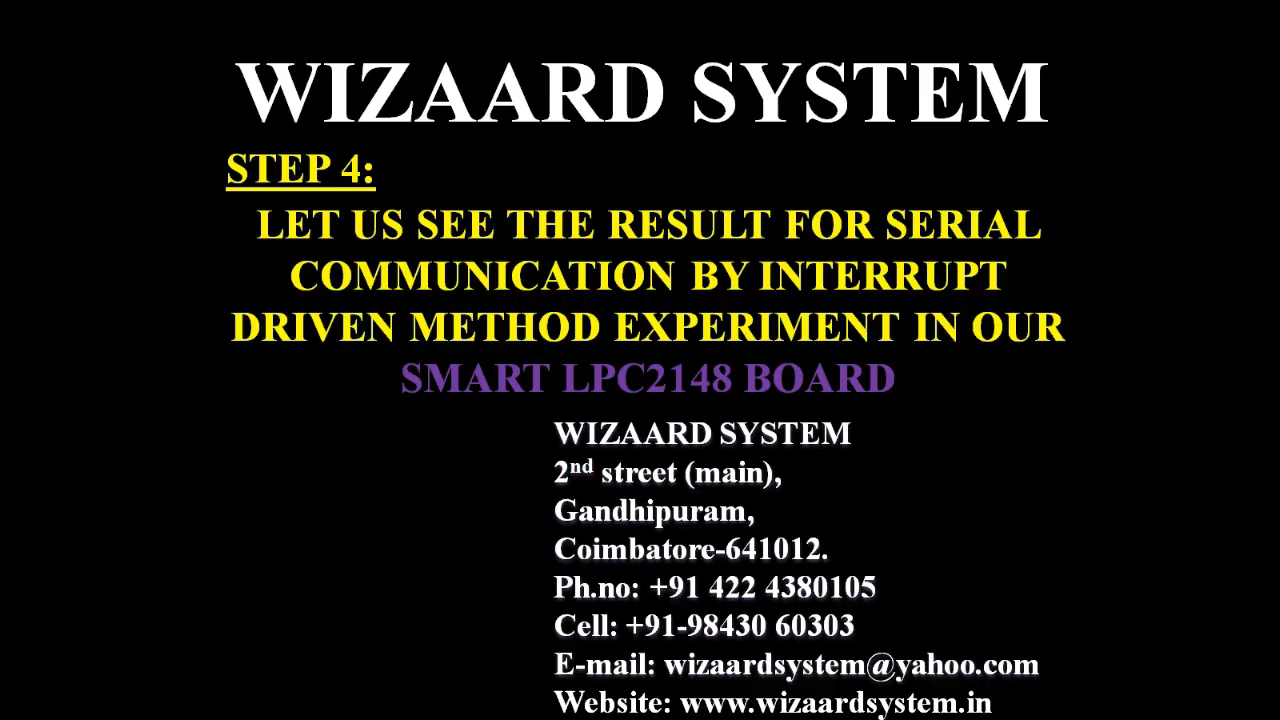 WIZAARD SYSTEM
STEP 4:
LET US SEE THE RESULT FOR SERIAL
COMMUNICATION BY INTERRUPT
DRIVEN METHOD EXPERIMENT IN OUR
SMART LPC2148 BOARD
WIZAARD SYSTEM
2nd street (main),
Gandhipuram,
Coimbatore-641012.
Ph.no: +91 422 4380105
Cell: +91-98430 60303
E-mail: wizaardsystem@yahoo.com
Website: www.wizaardsystem.in